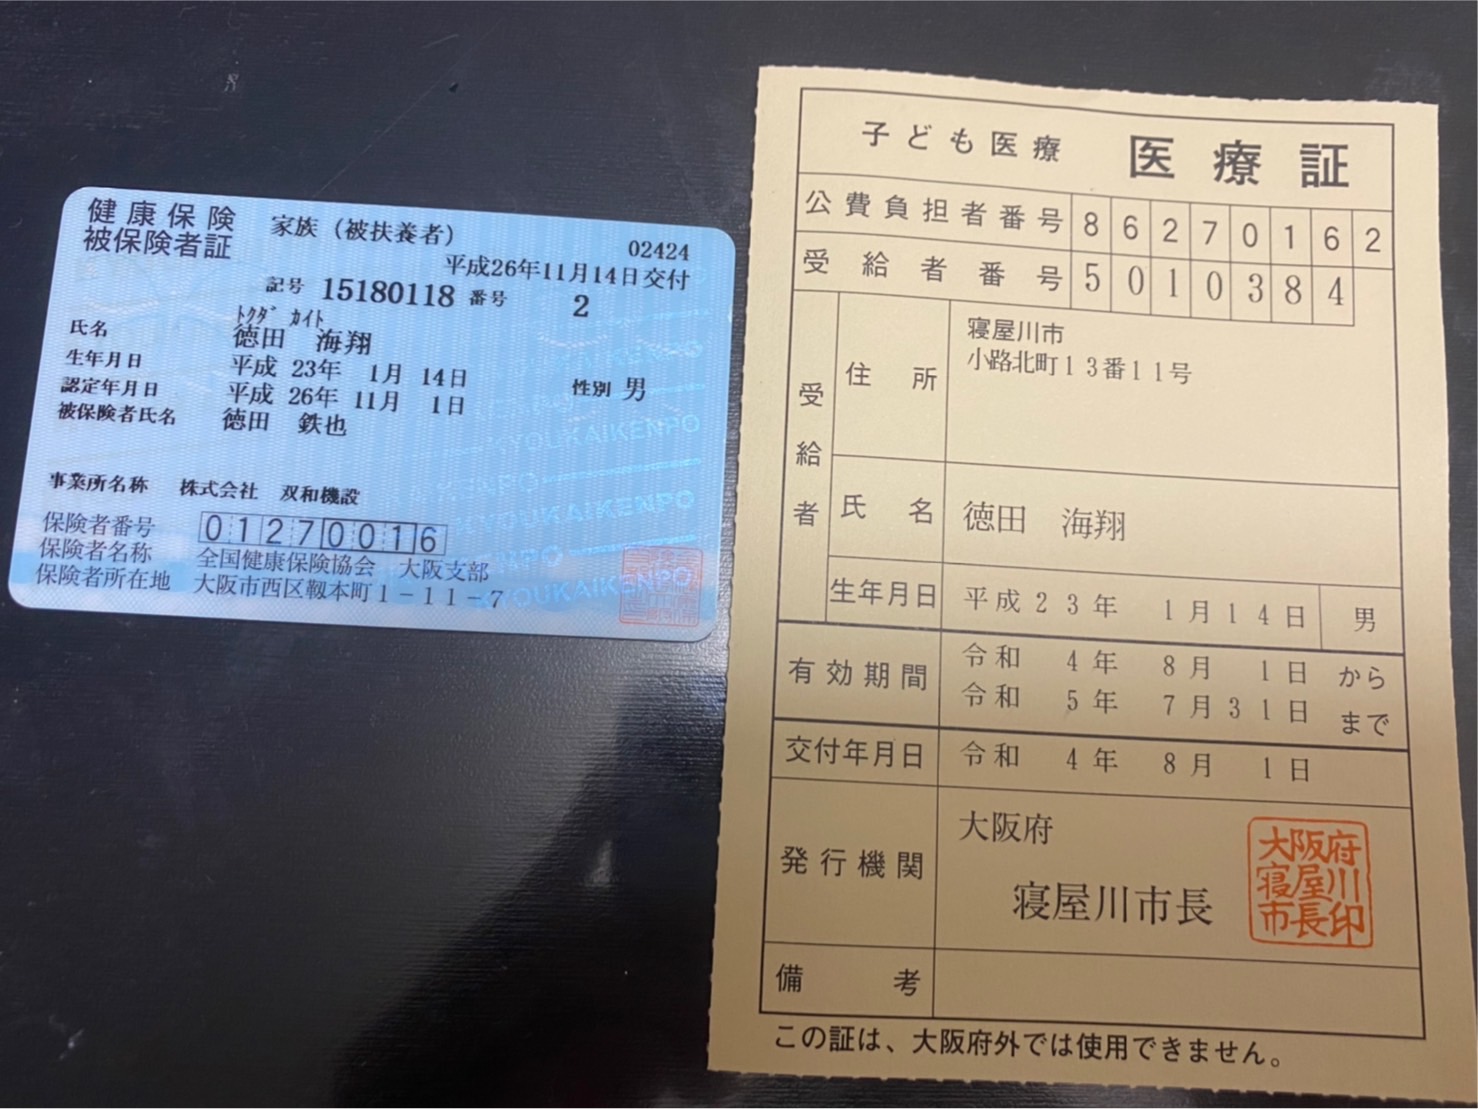 健康保険
被保険者証
家族（被扶養者）
02424
平成26年11月14日交付
記号 15180118 番号 2
ﾄｸﾀﾞ ｶｲﾄ
氏名 徳田 海翔
生年月日 平成 23年 1月 14日 性別 男
認定年月日 平成 26年 11月 1日
被保険者氏名 徳田 鉄也
事業所名称 株式会社 双和機設
保険者番号 01270016
保険者名称 全国健康保険協会 大阪支部
保険者所在地 大阪市西区靱本町1-11-7
KYOUKAIKENPO
KYOUKAIKENPO
KYOUKAIKENPO
子ども医療 医療証
公費負担者番号 86270162
受給者番号 5010384
受給者
住所 寝屋川市
小路北町13番11号
氏名 徳田 海翔
生年月日 平成23年 1月14日 男
有効期間 令和 4年 8月 1日 から
令和 5年 7月31日 まで
交付年月日 令和 4年 8月 1日
発行機関 大阪府
寝屋川市長
大阪府
寝屋川
市長印
備考
この証は、大阪府外では使用できません。